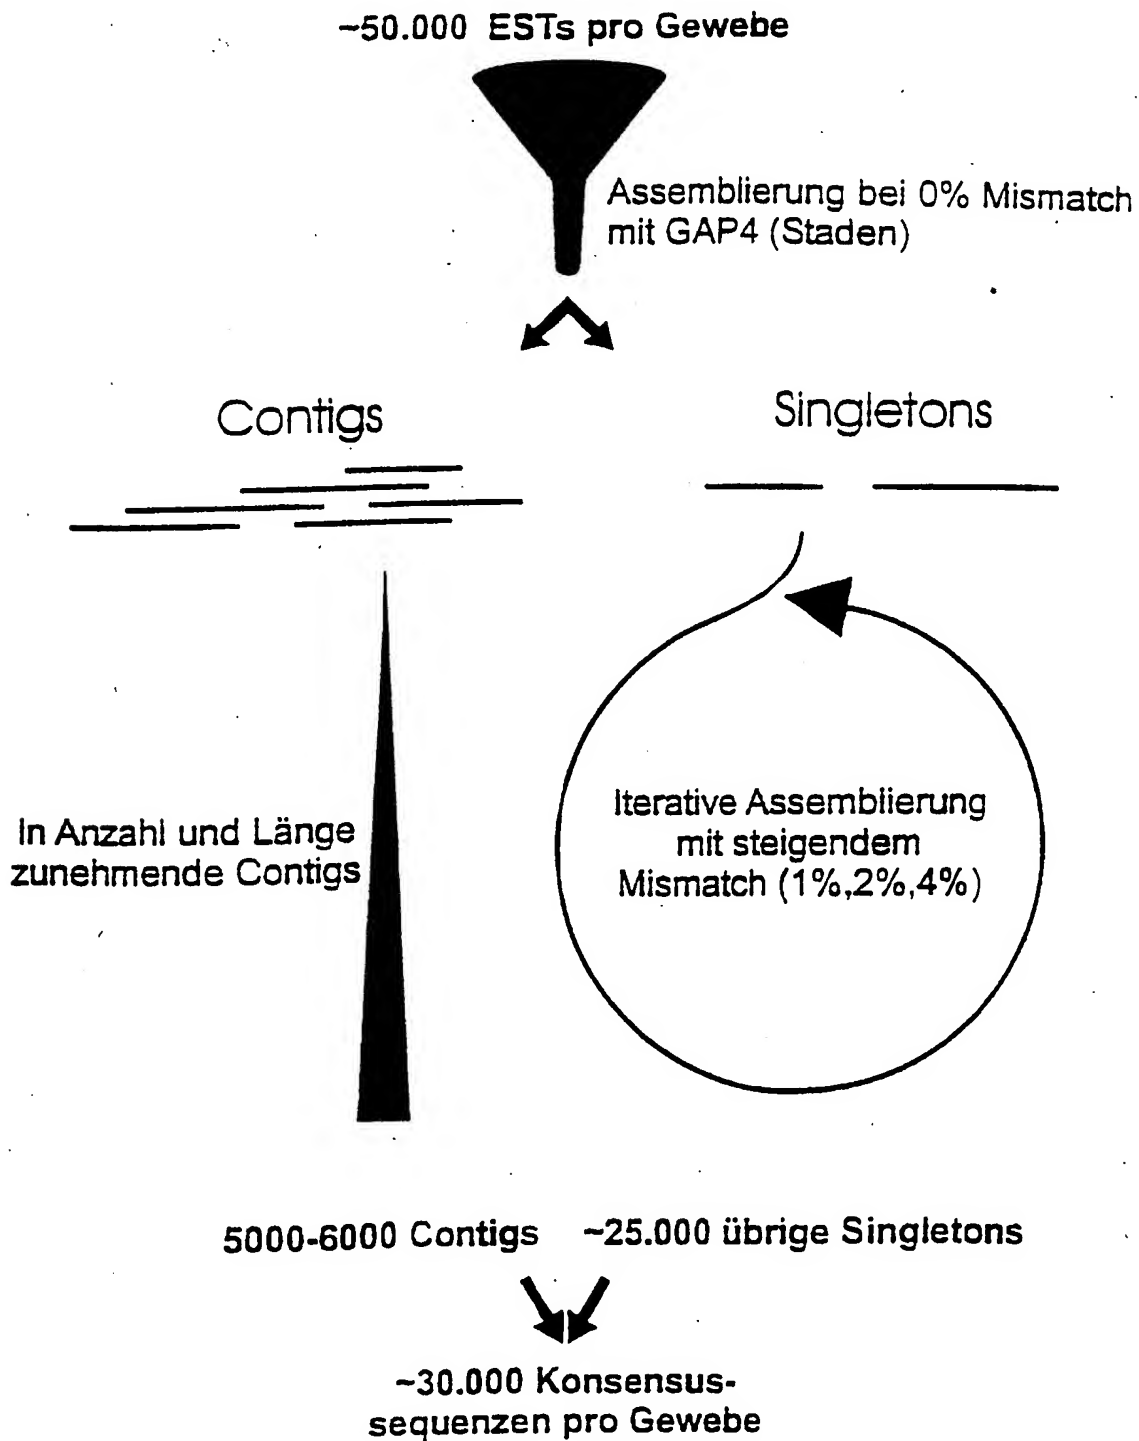 ~50.000 ESTs pro Gewebe
Assemblierung bei 0% Mismatch
mit GAP4 (Staden)
Contigs
Singletons
In Anzahl und Länge
zunehmende Contigs
Iterative Assemblierung
mit steigendem
Mismatch (1%,2%,4%)
5000-6000 Contigs
~25.000 übrige Singletons
~30.000 Konsensus-
sequenzen pro Gewebe